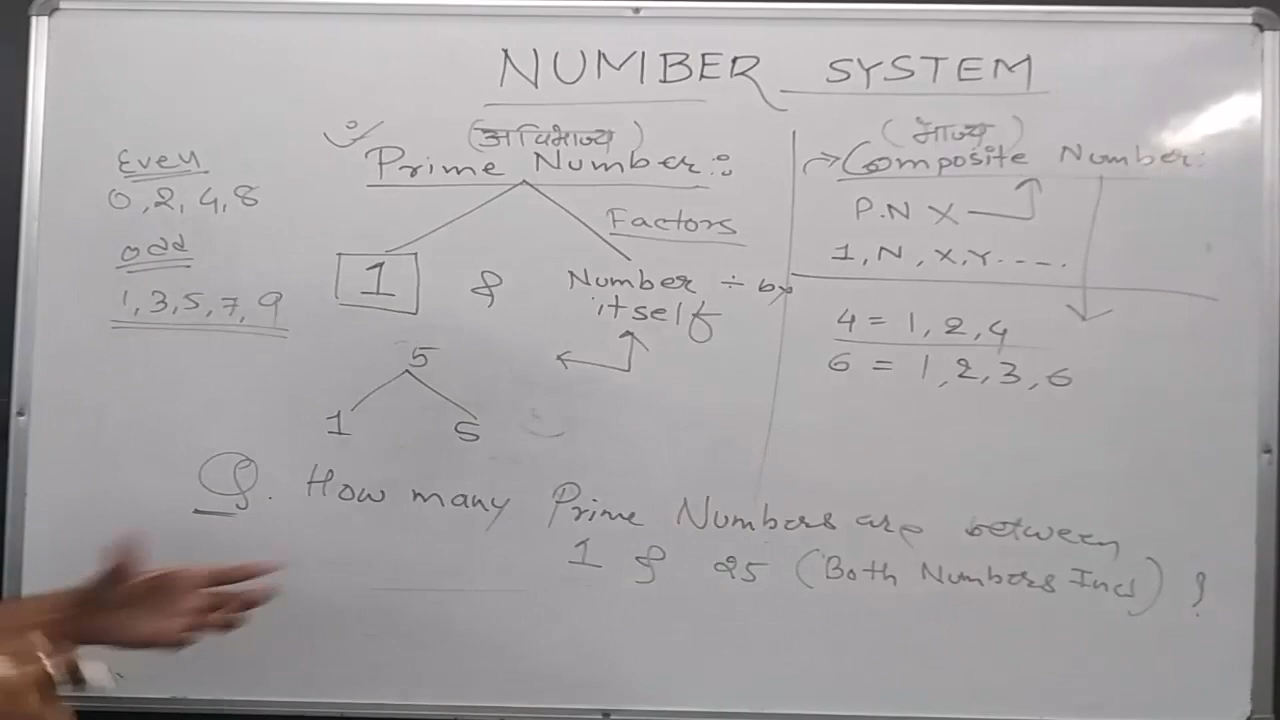 NUMBER SYSTEM
Even
0, 2, 4, 8
odd
1, 3, 5, 7, 9
(अविभाज्य)
Prime Number:
Factors
1 & Number ÷ by
itself
5
1 5
(भाज्य)
→ Composite Number:
P.N X
1, N, X, Y.....
4 = 1, 2, 4
6 = 1, 2, 3, 6
Q. How many Prime Numbers are between
1 & 25 (Both Numbers Incl) ?